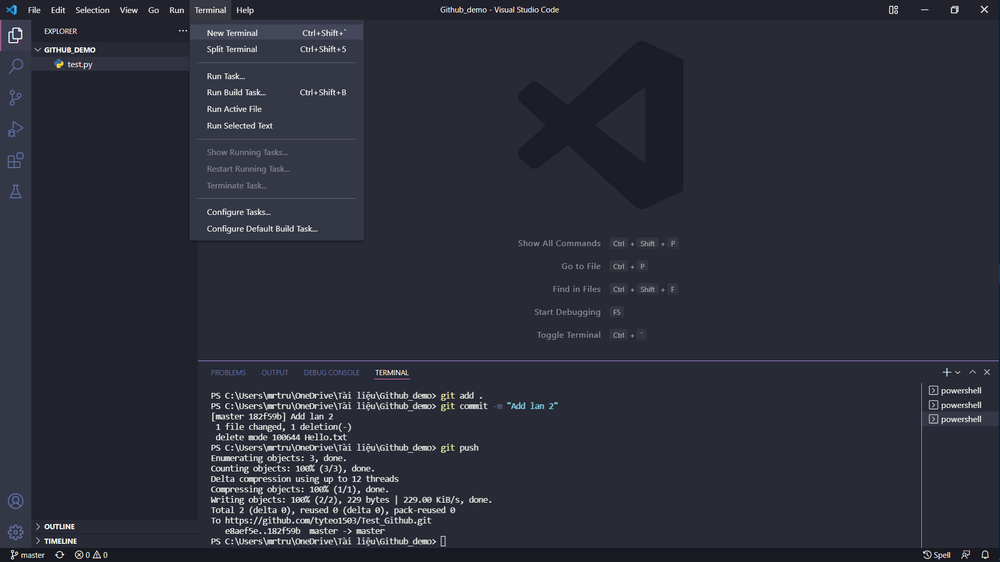 File Edit Selection View Go Run Terminal Help
Github_demo - Visual Studio Code
EXPLORER
GITHUB_DEMO
test.py
New Terminal Ctrl+Shift+`
Split Terminal Ctrl+Shift+5
Run Task...
Run Build Task... Ctrl+Shift+B
Run Active File
Run Selected Text
Show Running Tasks...
Restart Running Task...
Terminate Task...
Configure Tasks...
Configure Default Build Task...
Show All Commands Ctrl + Shift + P
Go to File Ctrl + P
Find in Files Ctrl + Shift + F
Start Debugging F5
Toggle Terminal Ctrl + `
PROBLEMS OUTPUT DEBUG CONSOLE TERMINAL
PS C:\Users\mrtru\OneDrive\Tài liệu\Github_demo> git add .
PS C:\Users\mrtru\OneDrive\Tài liệu\Github_demo> git commit -m "Add lan 2"
[master 182f59b] Add lan 2
1 file changed, 1 deletion(-)
delete mode 100644 Hello.txt
PS C:\Users\mrtru\OneDrive\Tài liệu\Github_demo> git push
Enumerating objects: 3, done.
Counting objects: 100% (3/3), done.
Delta compression using up to 12 threads
Compressing objects: 100% (1/1), done.
Writing objects: 100% (2/2), 229 bytes | 229.00 KiB/s, done.
Total 2 (delta 0), reused 0 (delta 0), pack-reused 0
To https://github.com/tyteo1503/Test_Github.git
e8aef5e..182f59b master -> master
PS C:\Users\mrtru\OneDrive\Tài liệu\Github_demo>
powershell
powershell
powershell
OUTLINE
TIMELINE
master 0 0
Spell